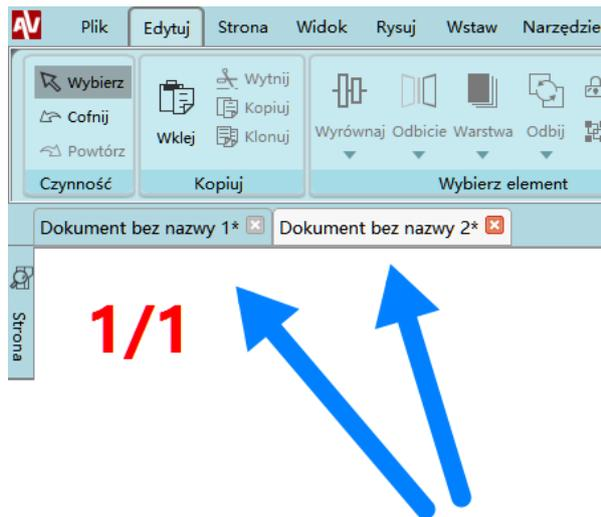 AV Plik Edytuj Strona Widok Rysuj Wstaw Narzędzie
Wybierz
Cofnij
Powtórz
Czynność
Wklej
Wytnij
Kopiuj
Klonuj
Kopiuj
Wyrównaj Odbicie Warstwa Odbij
Wybierz element
Dokument bez nazwy 1* Dokument bez nazwy 2*
Strona
1/1